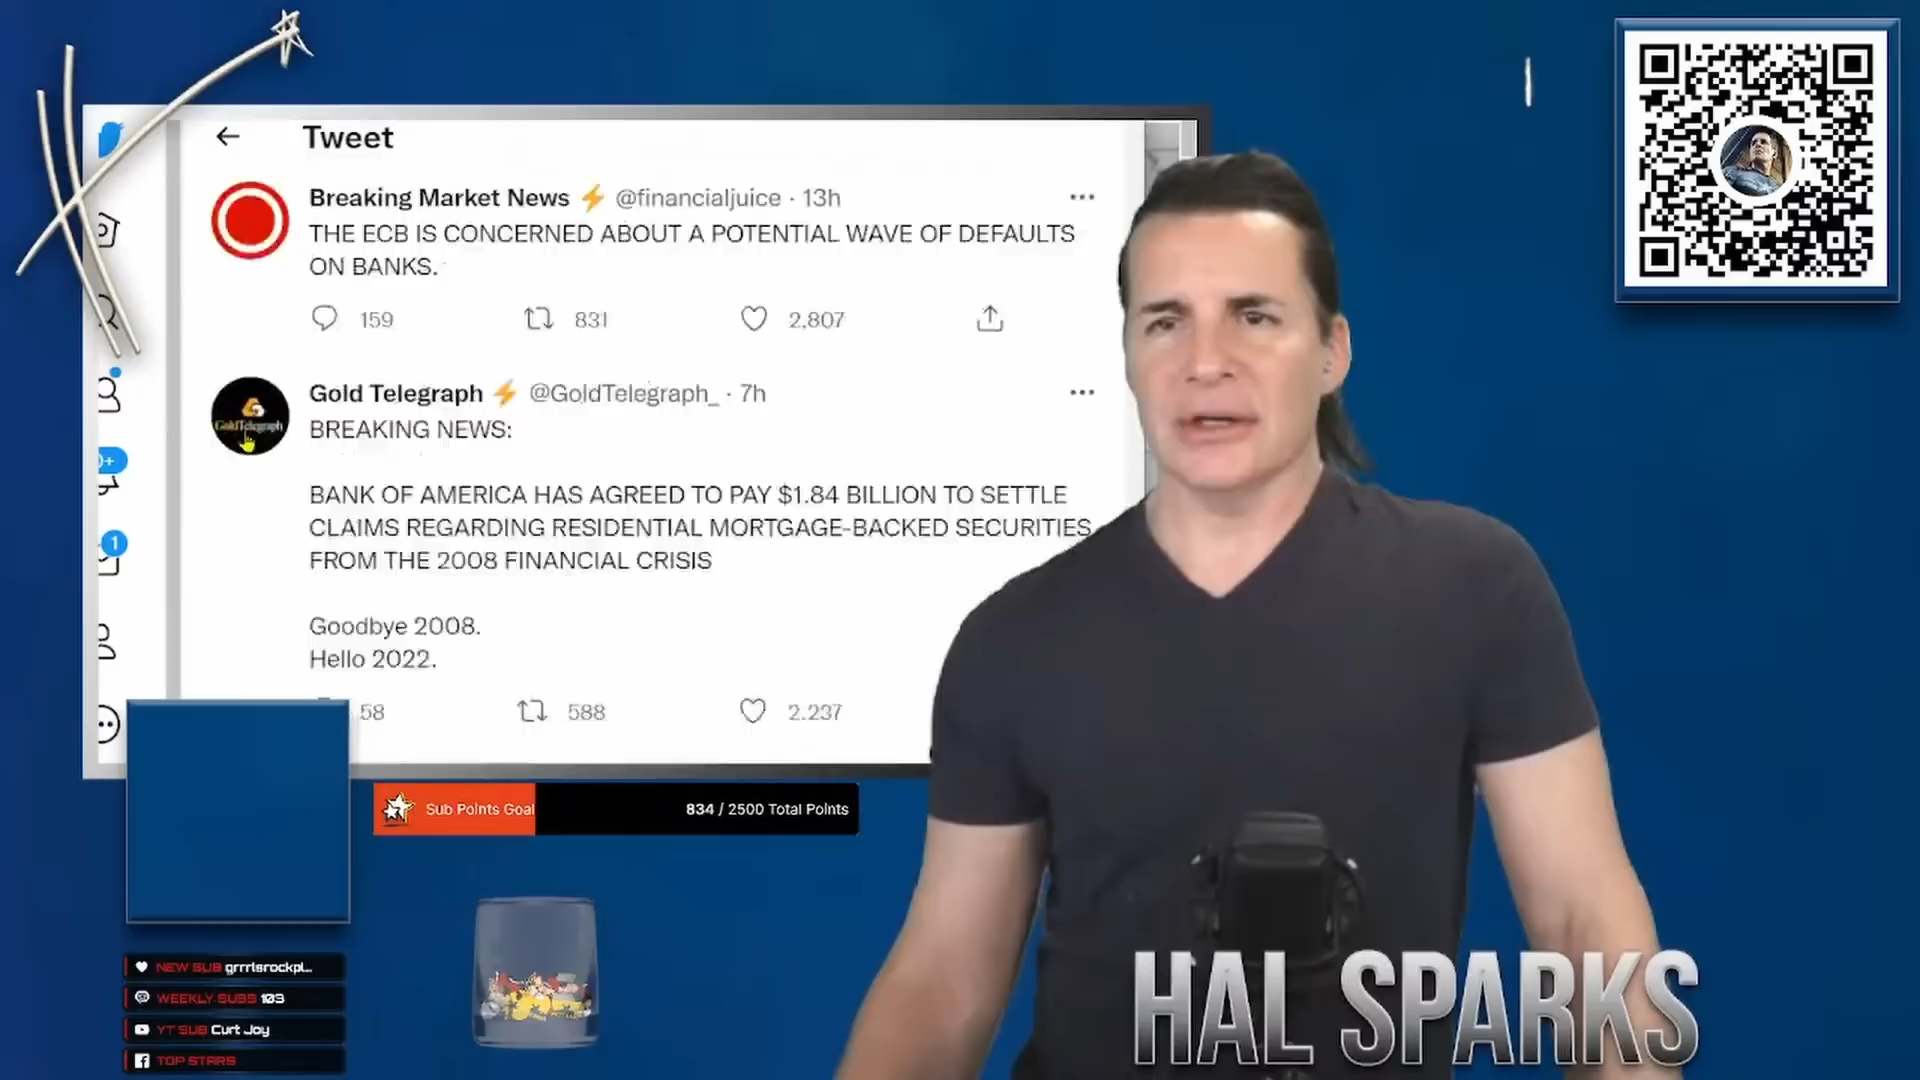 Tweet
Breaking Market News ⚡ @financialjuice · 13h
THE ECB IS CONCERNED ABOUT A POTENTIAL WAVE OF DEFAULTS
ON BANKS.
159 831 2,807
Gold Telegraph ⚡ @GoldTelegraph_ · 7h
GoldTelegraph
BREAKING NEWS:
BANK OF AMERICA HAS AGREED TO PAY $1.84 BILLION TO SETTLE
CLAIMS REGARDING RESIDENTIAL MORTGAGE-BACKED SECURITIES
FROM THE 2008 FINANCIAL CRISIS
1
Goodbye 2008.
Hello 2022.
58 588 2.237
Sub Points Goal 834 / 2500 Total Points
NEW SUB grrrlsrockpl...
WEEKLY SUBS 103
YT SUB Curt Joy
TOP STARS
HAL SPARKS